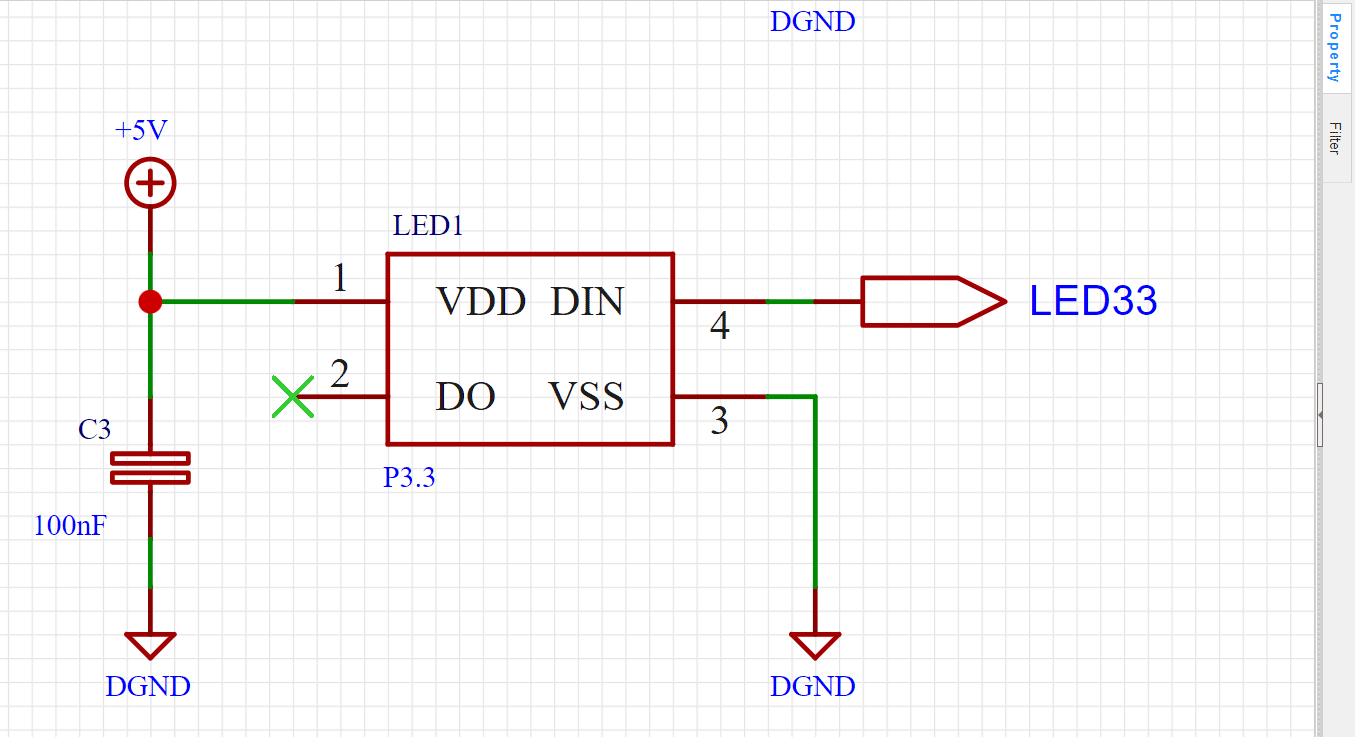 DGND
Property
Filter
+5V
LED1
1
VDD DIN
4
LED33
2
DO VSS
3
C3
P3.3
100nF
DGND
DGND